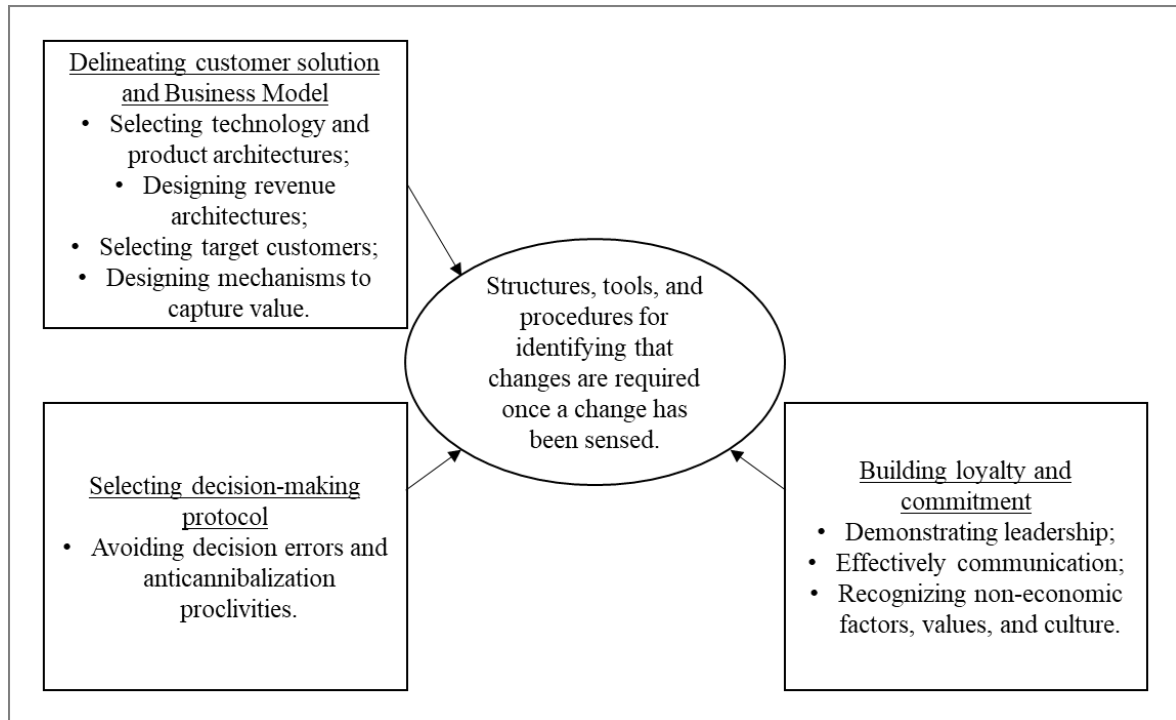 Delineating customer solution
and Business Model
• Selecting technology and
product architectures;
• Designing revenue
architectures;
• Selecting target customers;
• Designing mechanisms to
capture value.
Structures, tools, and
procedures for
identifying that
changes are required
once a change has
been sensed.
Selecting decision-making
protocol
• Avoiding decision errors and
anticannibalization
proclivities.
Building loyalty and
commitment
• Demonstrating leadership;
• Effectively communication;
• Recognizing non-economic
factors, values, and culture.